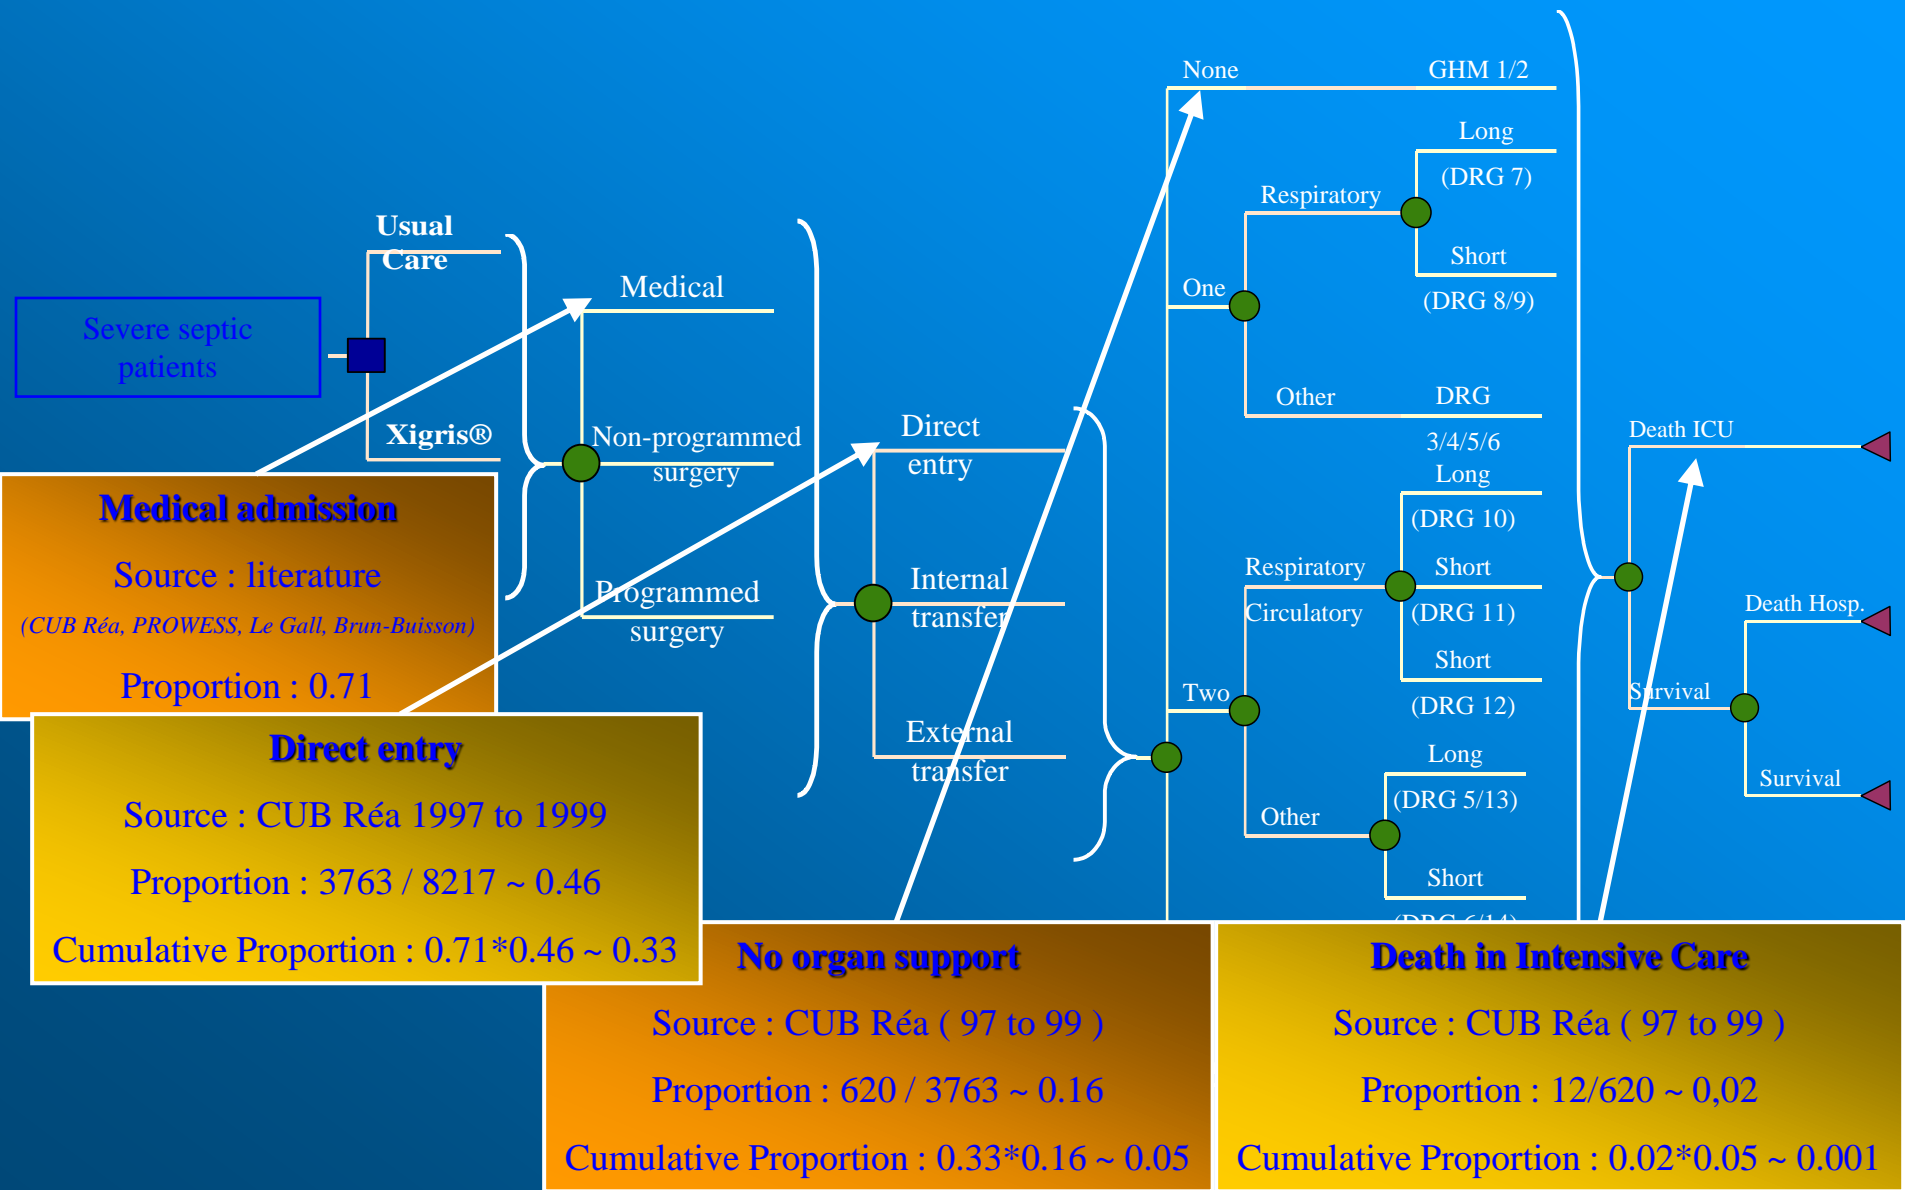 Severe septic
patients
Usual
Care
Xigris®
Medical
Non-programmed
surgery
Programmed
surgery
Direct
entry
Internal
transfer
External
transfer
None
GHM 1/2
One
Respiratory
Long
(DRG 7)
Short
(DRG 8/9)
Other
DRG
3/4/5/6
Two
Respiratory
Circulatory
Long
(DRG 10)
Short
(DRG 11)
Short
(DRG 12)
Other
Long
(DRG 5/13)
Short
(DRG 6/14)
Death ICU
Survival
Death Hosp.
Survival
Medical admission
Source : literature
(CUB Réa, PROWESS, Le Gall, Brun-Buisson)
Proportion : 0.71
Direct entry
Source : CUB Réa 1997 to 1999
Proportion : 3763 / 8217 ~ 0.46
Cumulative Proportion : 0.71*0.46 ~ 0.33
No organ support
Source : CUB Réa ( 97 to 99 )
Proportion : 620 / 3763 ~ 0.16
Cumulative Proportion : 0.33*0.16 ~ 0.05
Death in Intensive Care
Source : CUB Réa ( 97 to 99 )
Proportion : 12/620 ~ 0,02
Cumulative Proportion : 0.02*0.05 ~ 0.001